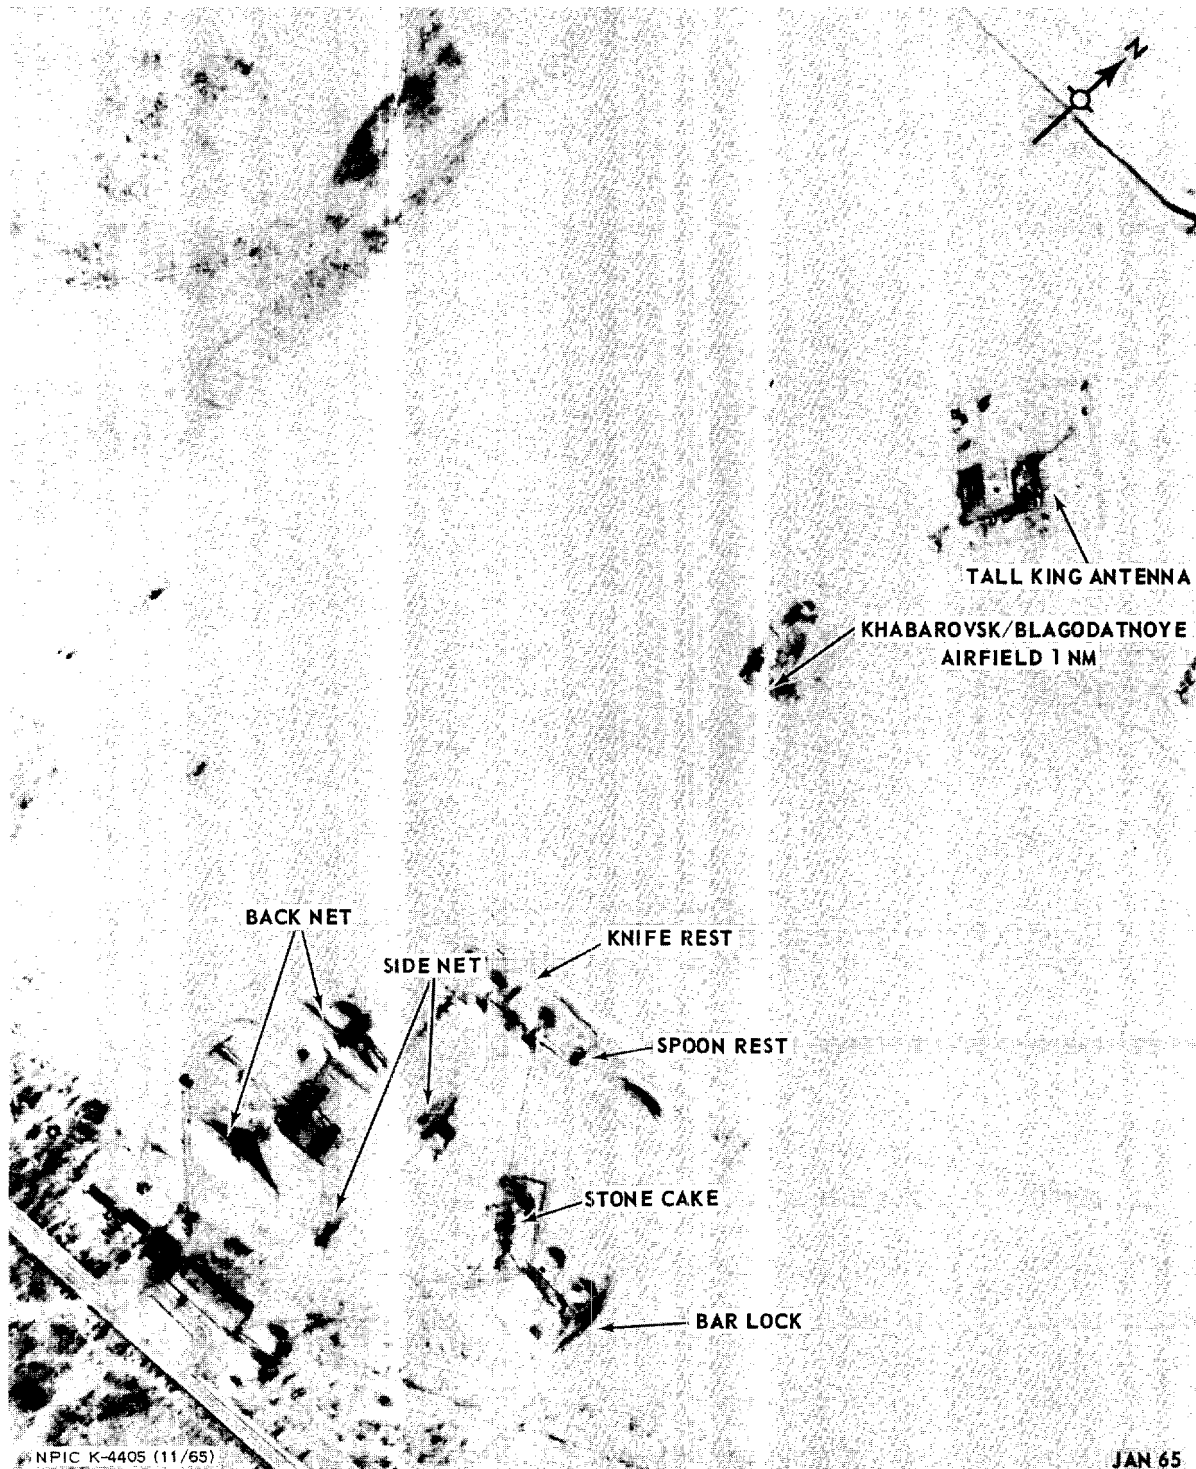 N
TALL KING ANTENNA
KHABAROVSK/BLAGODATNOYE
AIRFIELD 1 NM
BACK NET
KNIFE REST
SIDE NET
SPOON REST
STONE CAKE
BAR LOCK
NPIC K-4405 (11/65)
JAN 65